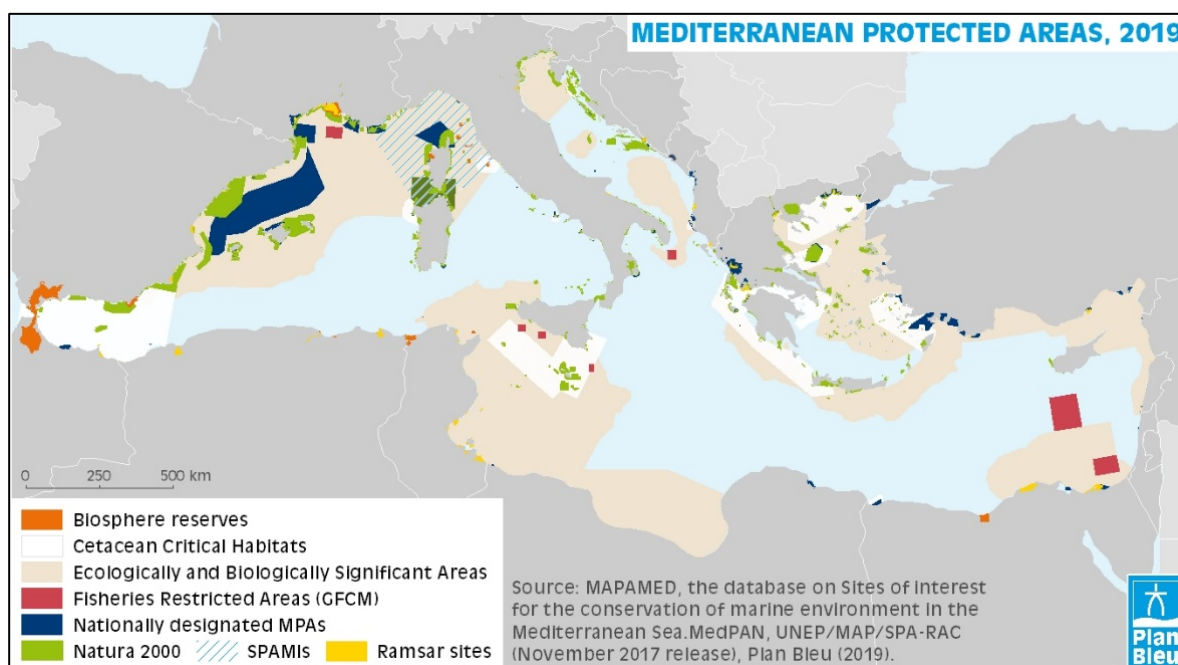 MEDITERRANEAN PROTECTED AREAS, 2019
0 250 500 km
Biosphere reserves
Cetacean Critical Habitats
Ecologically and Biologically Significant Areas
Fisheries Restricted Areas (GFCM)
Nationally designated MPAs
Natura 2000 SPAMIs Ramsar sites
Source: MAPAMED, the database on Sites of interest
for the conservation of marine environment in the
Mediterranean Sea.MedPAN, UNEP/MAP/SPA-RAC
(November 2017 release), Plan Bleu (2019).
Plan
Bleu